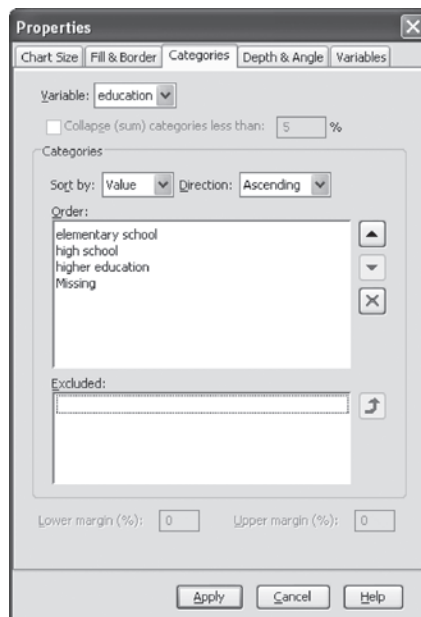 Properties
Chart Size Fill & Border Categories Depth & Angle Variables
Variable: education
Collapse (sum) categories less than: 5 %
Categories
Sort by: Value Direction: Ascending
Order:
elementary school
high school
higher education
Missing
Excluded:
Lower margin (%): 0 Upper margin (%): 0
Apply Cancel Help